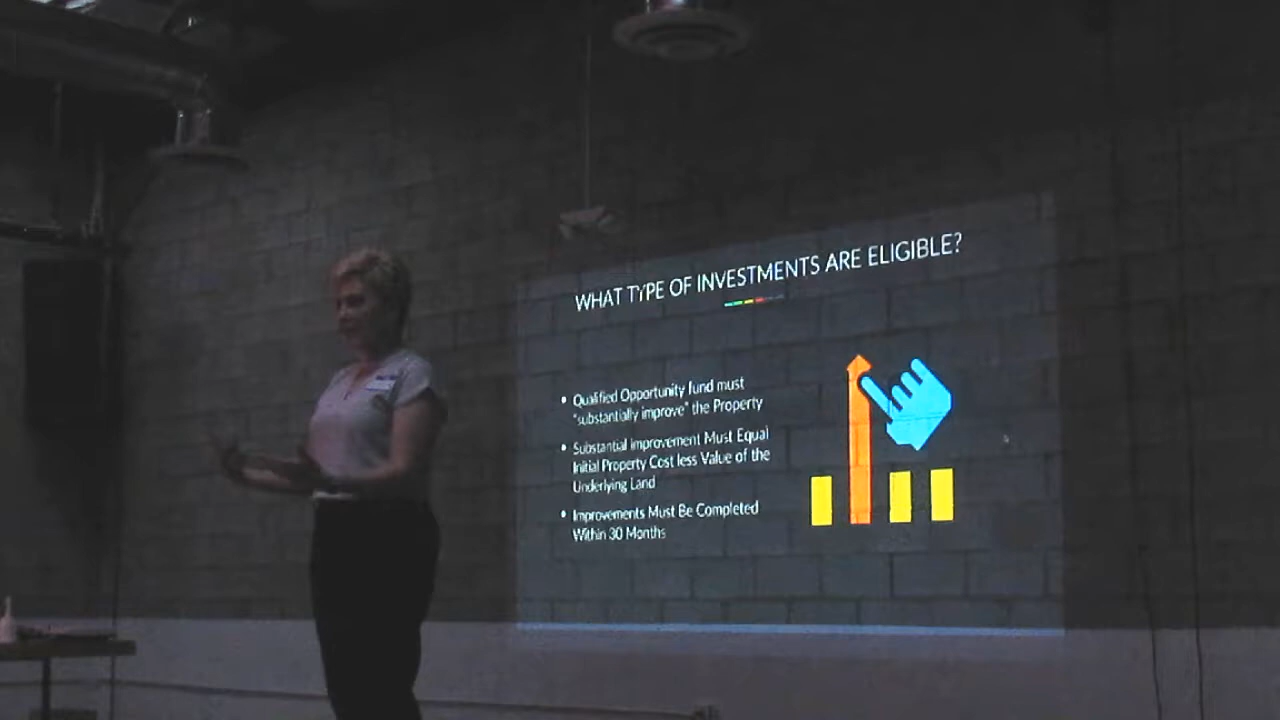 WHAT TYPE OF INVESTMENTS ARE ELIGIBLE?
• Qualified Opportunity fund must
"substantially improve" the Property
• Substantial Improvement Must Equal
Initial Property Cost less Value of the
Underlying Land
• Improvements Must Be Completed
Within 30 Months